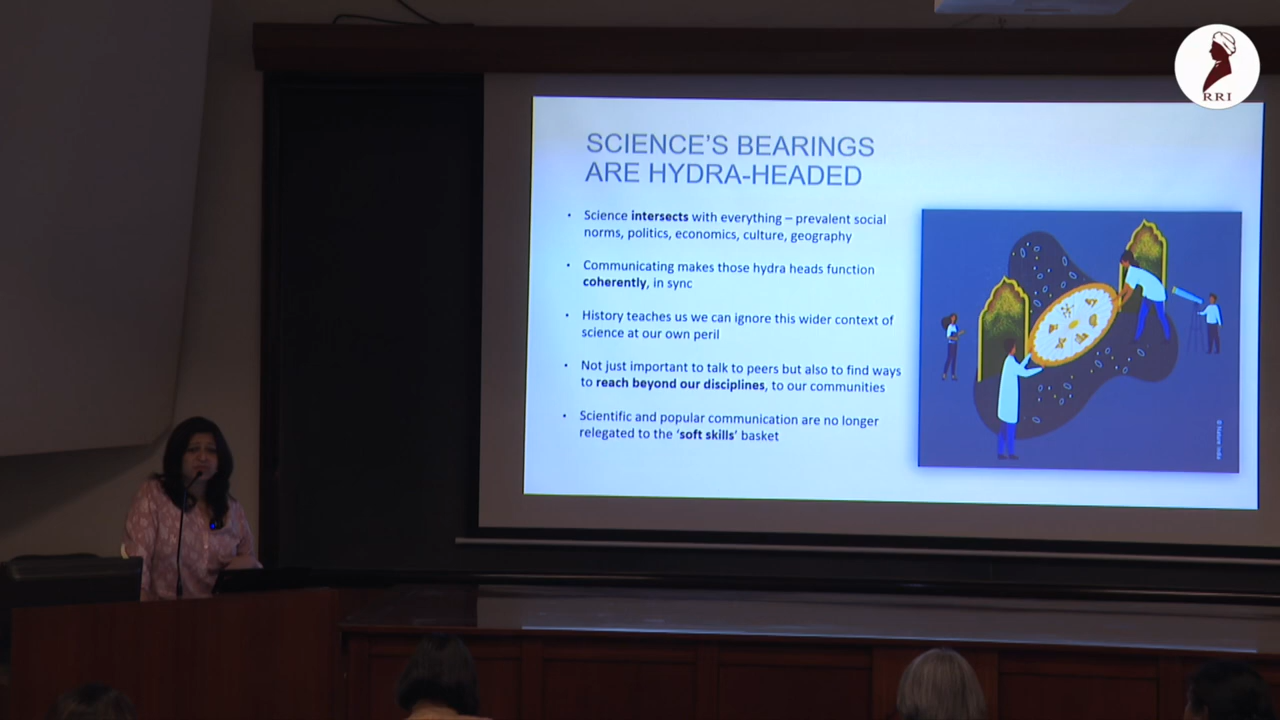 RRI
SCIENCE'S BEARINGS
ARE HYDRA-HEADED
• Science intersects with everything – prevalent social
norms, politics, economics, culture, geography
• Communicating makes those hydra heads function
coherently, in sync
• History teaches us we can ignore this wider context of
science at our own peril
• Not just important to talk to peers but also to find ways
to reach beyond our disciplines, to our communities
• Scientific and popular communication are no longer
relegated to the 'soft skills' basket
© Nature India